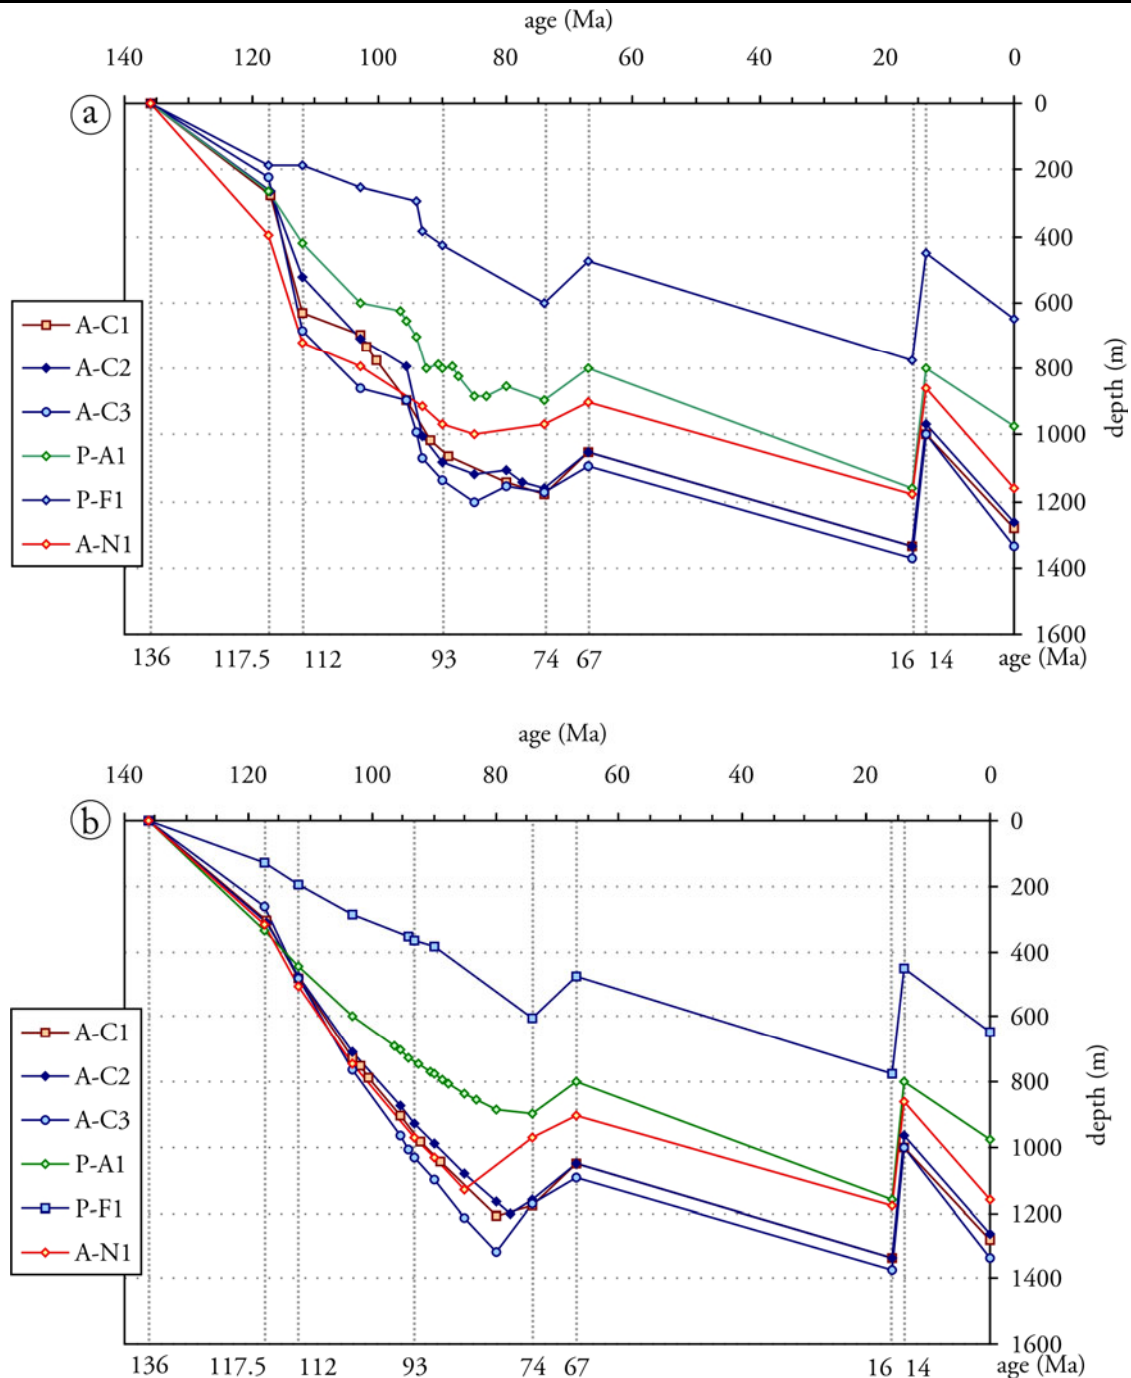 age (Ma)
140 120 100 80 60 40 20 0
a
0
200
400
600
800
1000
1200
1400
1600
depth (m)
A-C1
A-C2
A-C3
P-A1
P-F1
A-N1
136 117.5 112 93 74 67 16 14 age (Ma)
age (Ma)
140 120 100 80 60 40 20 0
b
0
200
400
600
800
1000
1200
1400
1600
depth (m)
A-C1
A-C2
A-C3
P-A1
P-F1
A-N1
136 117.5 112 93 74 67 16 14 age (Ma)